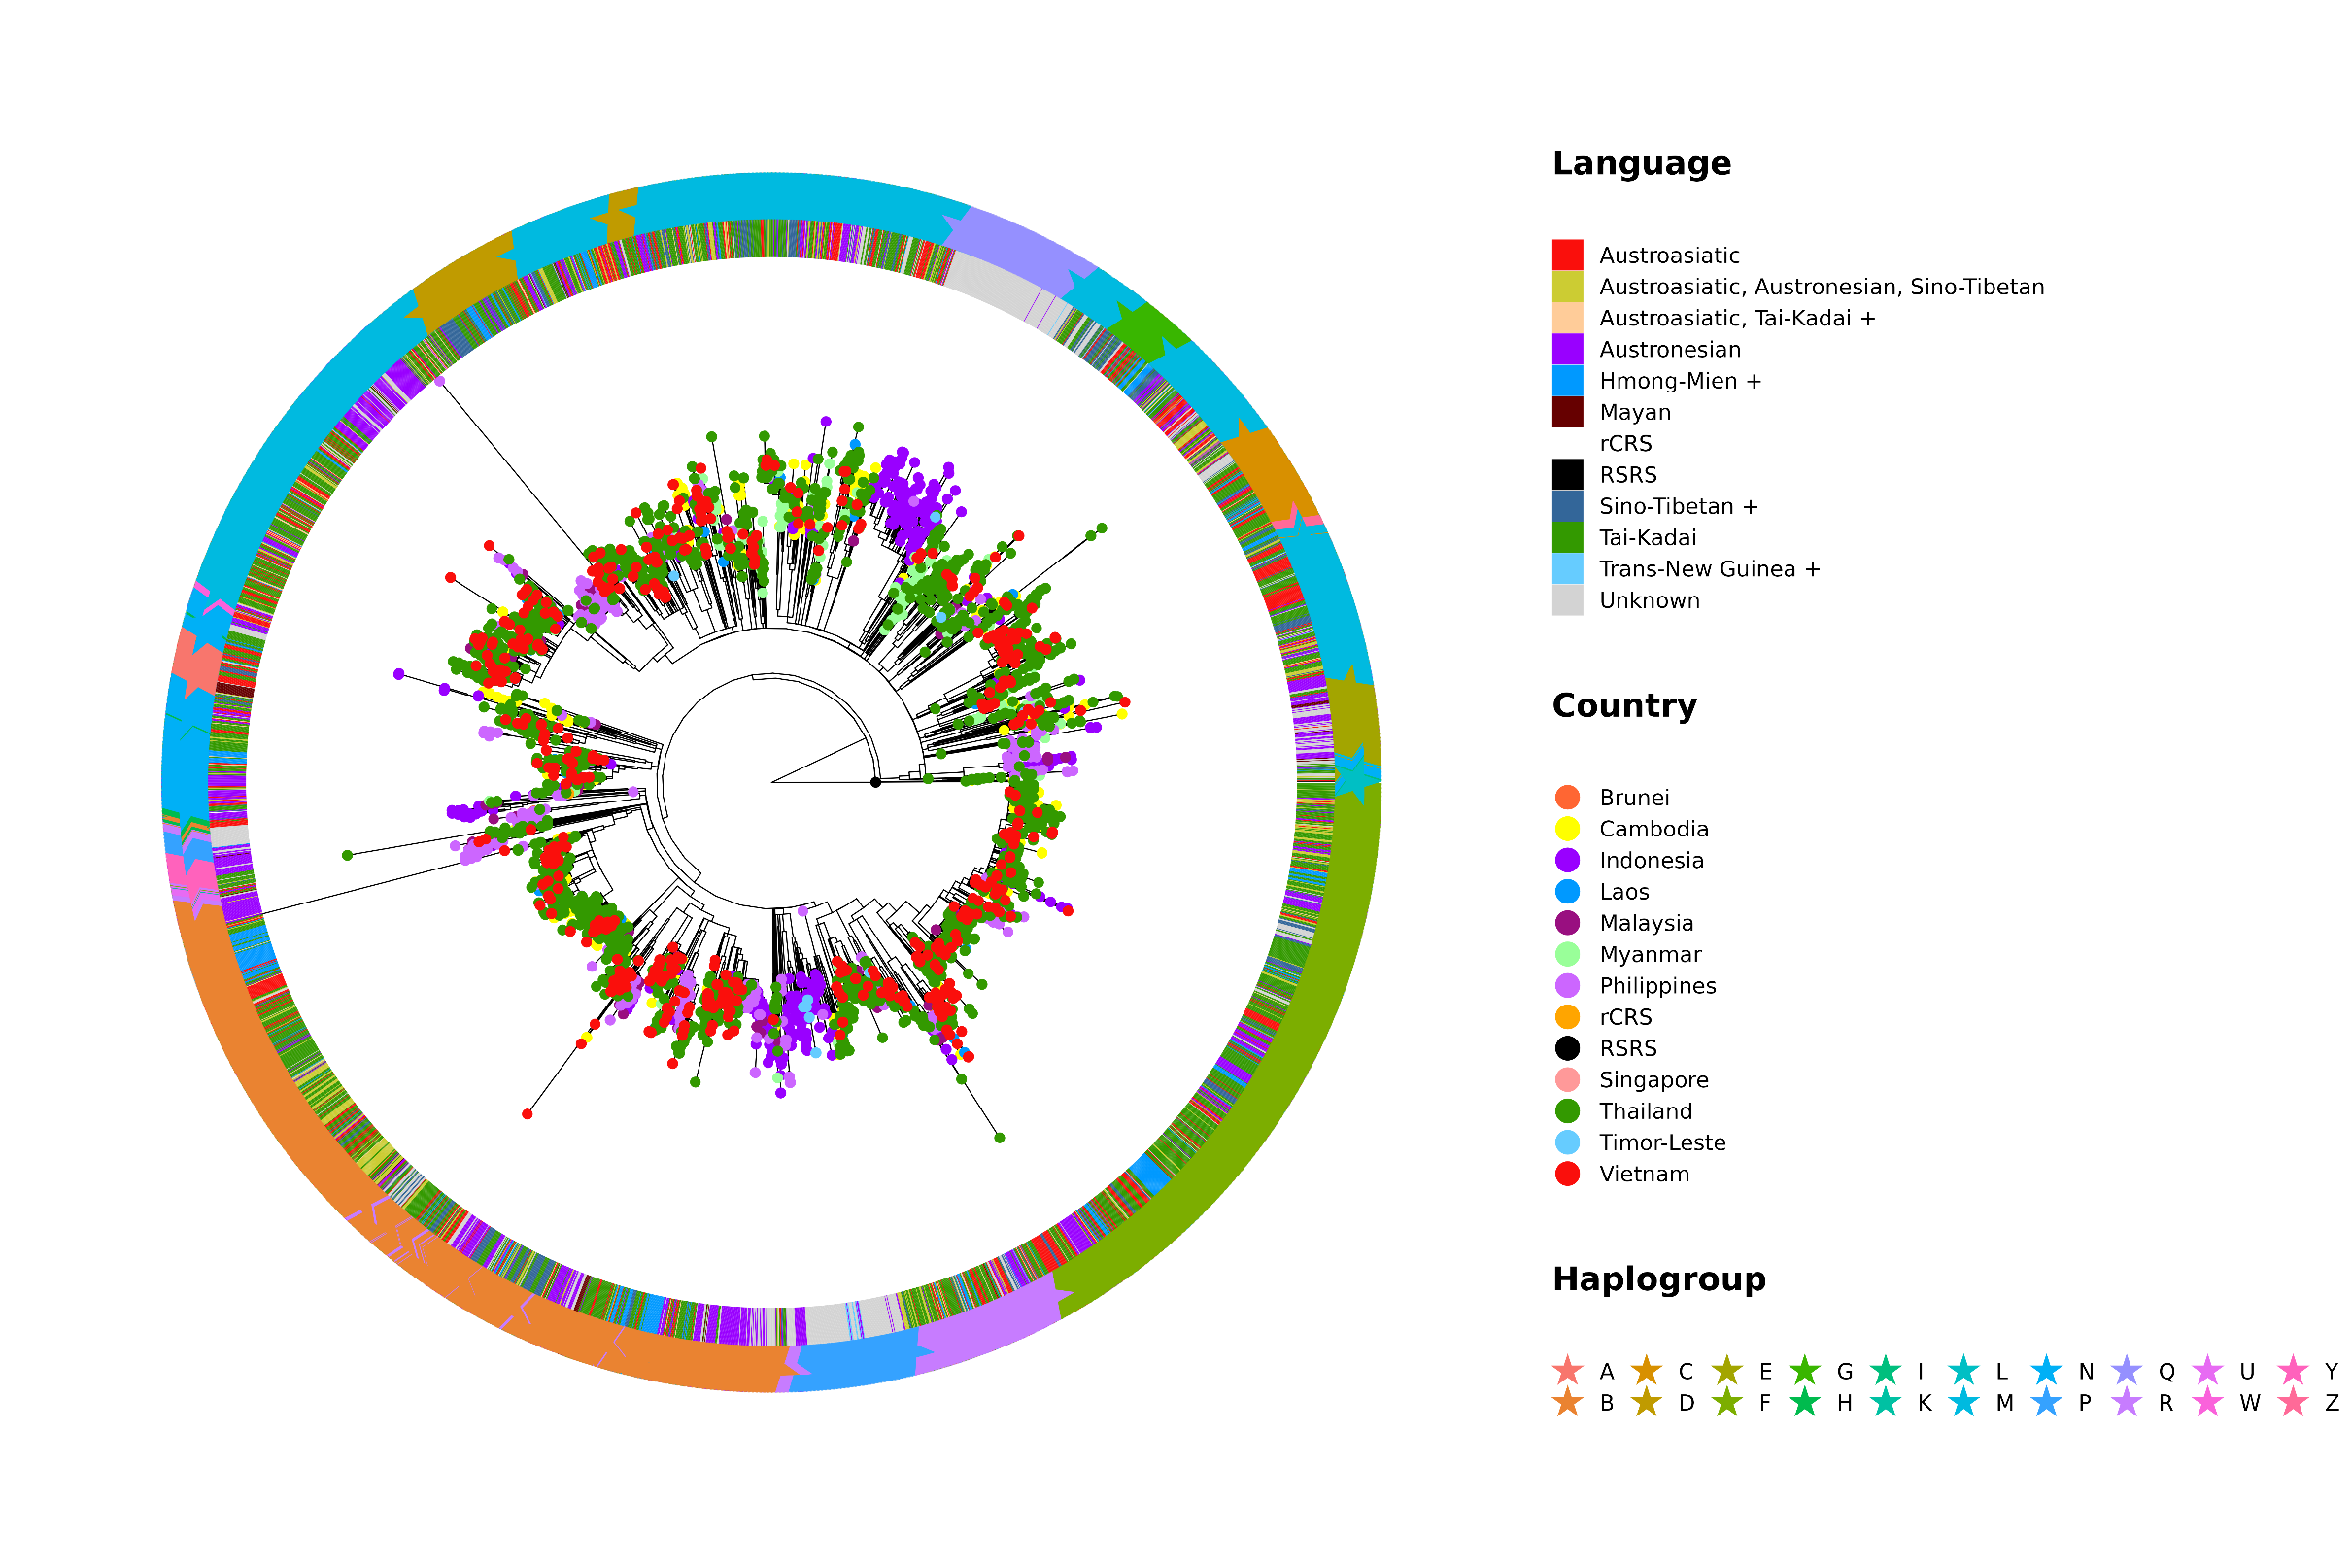 Language
Austroasiatic
Austroasiatic, Austronesian, Sino-Tibetan
Austroasiatic, Tai-Kadai +
Austronesian
Hmong-Mien +
Mayan
rCRS
RSRS
Sino-Tibetan +
Tai-Kadai
Trans-New Guinea +
Unknown
Country
Brunei
Cambodia
Indonesia
Laos
Malaysia
Myanmar
Philippines
rCRS
RSRS
Singapore
Thailand
Timor-Leste
Vietnam
Haplogroup
A C E G I L N Q U Y
B D F H K M P R W Z